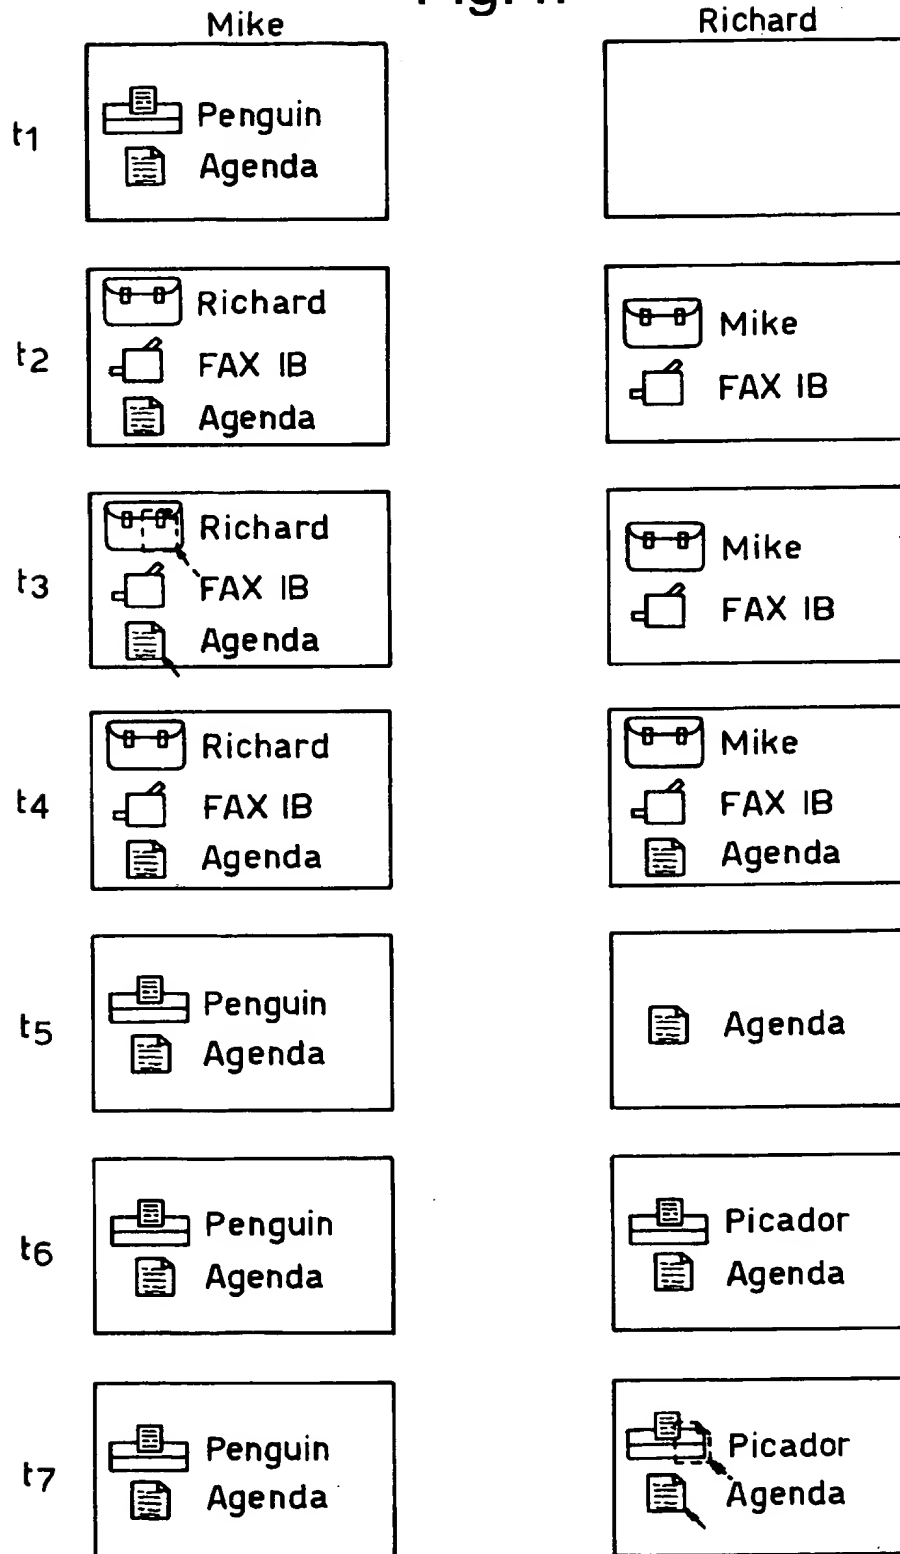 Mike
Richard
t1
Penguin
Agenda
t2
Richard
FAX IB
Agenda
Mike
FAX IB
t3
Richard
FAX IB
Agenda
Mike
FAX IB
t4
Richard
FAX IB
Agenda
Mike
FAX IB
Agenda
t5
Penguin
Agenda
Agenda
t6
Penguin
Agenda
Picador
Agenda
t7
Penguin
Agenda
Picador
Agenda